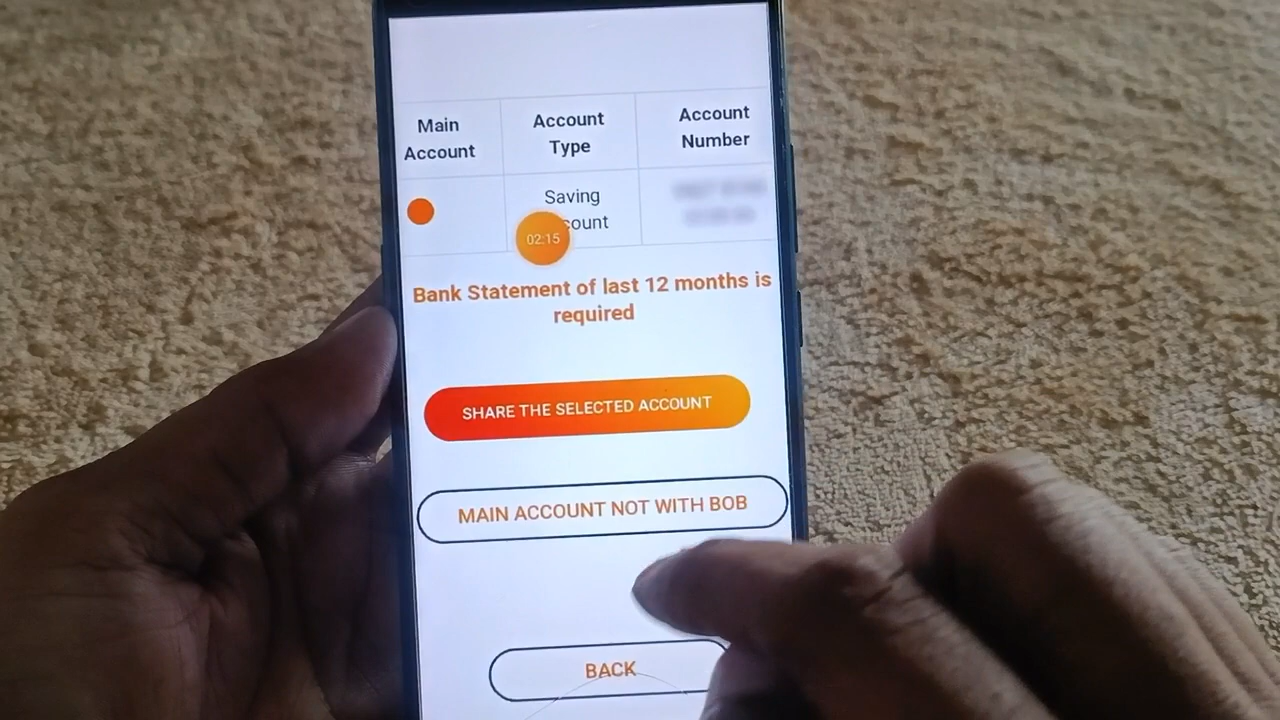 Main
Account
Account
Type
Account
Number
Saving
count
02:15
Bank Statement of last 12 months is
required
SHARE THE SELECTED ACCOUNT
MAIN ACCOUNT NOT WITH BOB
BACK